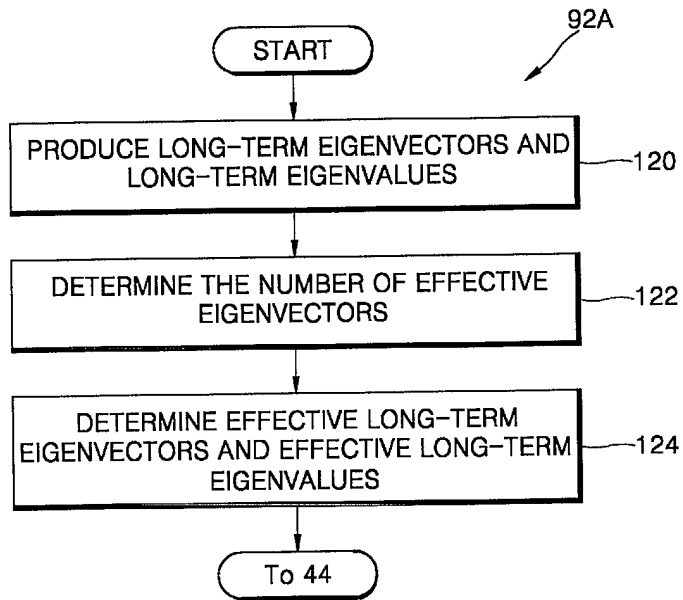 92A
START
PRODUCE LONG-TERM EIGENVECTORS AND
LONG-TERM EIGENVALUES
120
DETERMINE THE NUMBER OF EFFECTIVE
EIGENVECTORS
122
DETERMINE EFFECTIVE LONG-TERM
EIGENVECTORS AND EFFECTIVE LONG-TERM
EIGENVALUES
124
To 44